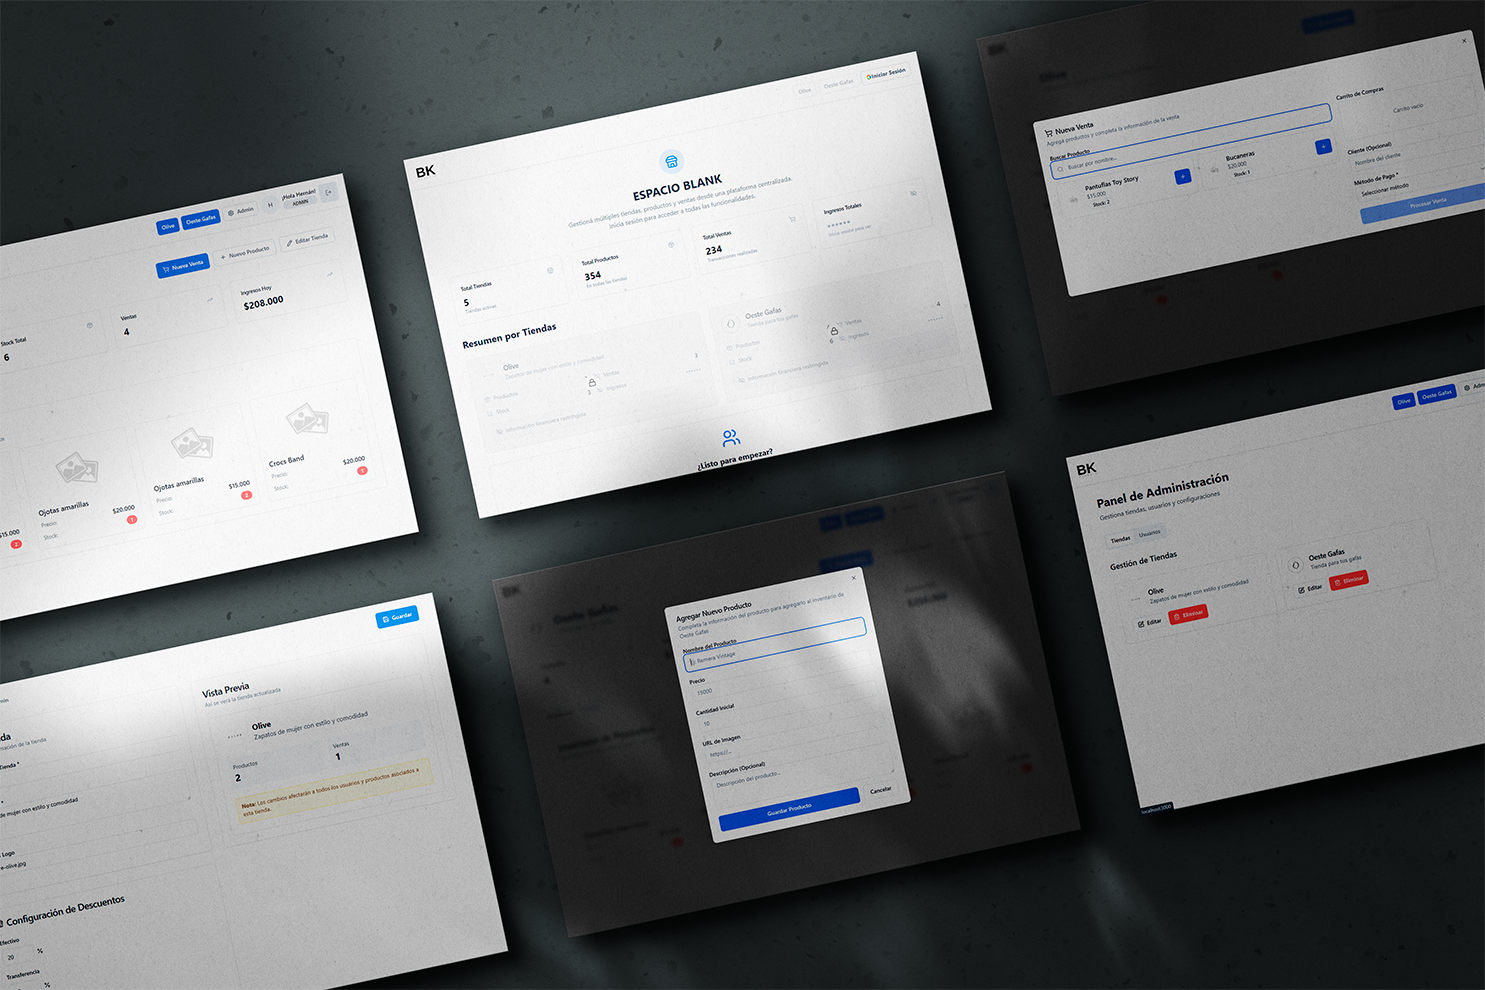 Olive
Oeste Gafas
Admin
H
¡Hola Hernán!
ADMIN
Nueva Venta
+ Nuevo Producto
Editar Tienda
Stock Total
6
Ventas
4
Ingresos Hoy
$208.000
$15.000
2
Ojotas amarillas
Precio:
$20.000
Stock:
1
Ojotas amarillas
Precio:
$15.000
Stock:
2
Crocs Band
Precio:
$20.000
Stock:
1
BK
Olive
Oeste Gafas
Iniciar Sesión
ESPACIO BLANK
Gestioná múltiples tiendas, productos y ventas desde una plataforma centralizada.
Inicia sesión para acceder a todas las funcionalidades.
Total Tiendas
5
Tiendas activas
Total Productos
354
En todas las tiendas
Total Ventas
234
Transacciones realizadas
Ingresos Totales
******
Inicia sesión para ver
Resumen por Tiendas
Olive
Zapatos de mujer con estilo y comodidad
Productos
3
Ventas
Stock
Ingresos
Información financiera restringida
Oeste Gafas
Tienda para tus gafas
Productos
4
Ventas
Stock
6
Ingresos
Información financiera restringida
¿Listo para empezar?
Nueva Venta
Agrega productos y completa la información de la venta
Buscar Producto
Buscar por nombre...
Pantuflas Toy Story
$15.000
Stock: 2
+
Bucaneras
$20.000
Stock: 1
+
Carrito de Compras
Carrito vacío
Cliente (Opcional)
Nombre del cliente
Método de Pago *
Seleccionar método
Procesar Venta
Guardar
Vista Previa
Así se verá la tienda actualizada
Olive
Zapatos de mujer con estilo y comodidad
Productos
2
Ventas
1
Nota: Los cambios afectarán a todos los usuarios y productos asociados a
esta tienda.
Tienda *
de mujer con estilo y comodidad
Logo
e-olive.jpg
Configuración de Descuentos
Efectivo
20
%
Transferencia
%
Agregar Nuevo Producto
Completa la información del producto para agregarlo al inventario de
Oeste Gafas
Nombre del Producto
Remera Vintage
Precio
15000
Cantidad Inicial
10
URL de Imagen
https://...
Descripción (Opcional)
Descripción del producto...
Guardar Producto
Cancelar
BK
Olive
Oeste Gafas
Panel de Administración
Gestiona tiendas, usuarios y configuraciones
Tiendas
Usuarios
Gestión de Tiendas
Olive
Zapatos de mujer con estilo y comodidad
Editar
Eliminar
Oeste Gafas
Tienda para tus gafas
Editar
Eliminar
localhost:3000